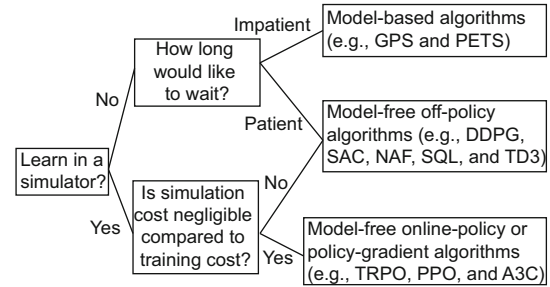 Impatient
Model-based algorithms
(e.g., GPS and PETS)
How long
would like
to wait?
No
Patient
Model-free off-policy
algorithms (e.g., DDPG,
SAC, NAF, SQL, and TD3)
Learn in a
simulator?
No
Is simulation
cost negligible
compared to
training cost?
Yes
Yes
Model-free online-policy or
policy-gradient algorithms
(e.g., TRPO, PPO, and A3C)